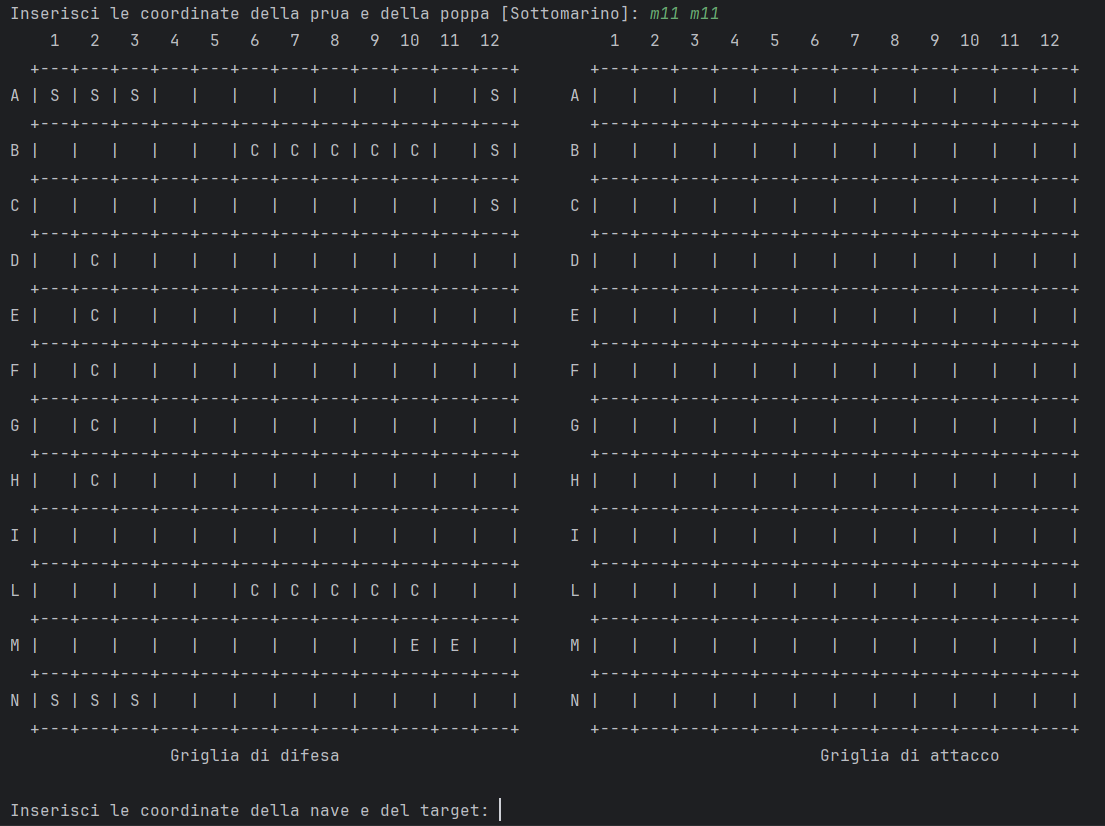 Inserisci le coordinate della prua e della poppa [Sottomarino]: m11 m11
    1   2   3   4   5   6   7   8   9  10  11  12           1   2   3   4   5   6   7   8   9  10  11  12
  +---+---+---+---+---+---+---+---+---+---+---+---+       +---+---+---+---+---+---+---+---+---+---+---+---+
A | S | S | S |   |   |   |   |   |   |   |   | S |     A |   |   |   |   |   |   |   |   |   |   |   |   |
  +---+---+---+---+---+---+---+---+---+---+---+---+       +---+---+---+---+---+---+---+---+---+---+---+---+
B |   |   |   |   |   | C | C | C | C | C |   | S |     B |   |   |   |   |   |   |   |   |   |   |   |   |
  +---+---+---+---+---+---+---+---+---+---+---+---+       +---+---+---+---+---+---+---+---+---+---+---+---+
C |   |   |   |   |   |   |   |   |   |   |   | S |     C |   |   |   |   |   |   |   |   |   |   |   |   |
  +---+---+---+---+---+---+---+---+---+---+---+---+       +---+---+---+---+---+---+---+---+---+---+---+---+
D |   | C |   |   |   |   |   |   |   |   |   |   |     D |   |   |   |   |   |   |   |   |   |   |   |   |
  +---+---+---+---+---+---+---+---+---+---+---+---+       +---+---+---+---+---+---+---+---+---+---+---+---+
E |   | C |   |   |   |   |   |   |   |   |   |   |     E |   |   |   |   |   |   |   |   |   |   |   |   |
  +---+---+---+---+---+---+---+---+---+---+---+---+       +---+---+---+---+---+---+---+---+---+---+---+---+
F |   | C |   |   |   |   |   |   |   |   |   |   |     F |   |   |   |   |   |   |   |   |   |   |   |   |
  +---+---+---+---+---+---+---+---+---+---+---+---+       +---+---+---+---+---+---+---+---+---+---+---+---+
G |   | C |   |   |   |   |   |   |   |   |   |   |     G |   |   |   |   |   |   |   |   |   |   |   |   |
  +---+---+---+---+---+---+---+---+---+---+---+---+       +---+---+---+---+---+---+---+---+---+---+---+---+
H |   | C |   |   |   |   |   |   |   |   |   |   |     H |   |   |   |   |   |   |   |   |   |   |   |   |
  +---+---+---+---+---+---+---+---+---+---+---+---+       +---+---+---+---+---+---+---+---+---+---+---+---+
I |   |   |   |   |   |   |   |   |   |   |   |   |     I |   |   |   |   |   |   |   |   |   |   |   |   |
  +---+---+---+---+---+---+---+---+---+---+---+---+       +---+---+---+---+---+---+---+---+---+---+---+---+
L |   |   |   |   |   | C | C | C | C | C |   |   |     L |   |   |   |   |   |   |   |   |   |   |   |   |
  +---+---+---+---+---+---+---+---+---+---+---+---+       +---+---+---+---+---+---+---+---+---+---+---+---+
M |   |   |   |   |   |   |   |   |   | E | E |   |     M |   |   |   |   |   |   |   |   |   |   |   |   |
  +---+---+---+---+---+---+---+---+---+---+---+---+       +---+---+---+---+---+---+---+---+---+---+---+---+
N | S | S | S |   |   |   |   |   |   |   |   |   |     N |   |   |   |   |   |   |   |   |   |   |   |   |
  +---+---+---+---+---+---+---+---+---+---+---+---+       +---+---+---+---+---+---+---+---+---+---+---+---+
                Griglia di difesa                                                Griglia di attacco
Inserisci le coordinate della nave e del target: